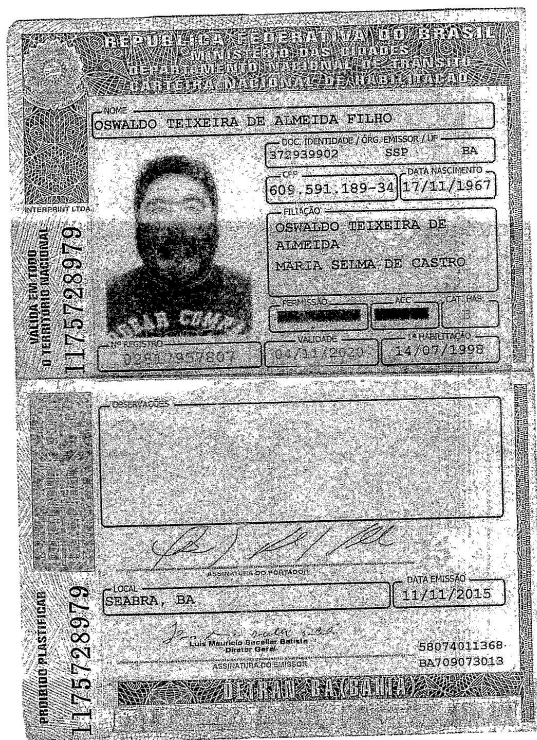 REPÚBLICA FEDERATIVA DO BRASIL
MINISTÉRIO DAS CIDADES
DEPARTAMENTO NACIONAL DE TRÂNSITO
CARTEIRA NACIONAL DE HABILITAÇÃO
NOME
OSWALDO TEIXEIRA DE ALMEIDA FILHO
DOC. IDENTIDADE / ÓRG. EMISSOR / UF
372939902 SSP BA
CPF DATA NASCIMENTO
609.591.189-34 17/11/1967
INTERPRINT LTDA.
FILIAÇÃO
OSWALDO TEIXEIRA DE
ALMEIDA
MARIA SELMA DE CASTRO
VÁLIDA EM TODO
O TERRITÓRIO NACIONAL
1175728979
PERMISSÃO ACC CAT. HAB.
Nº REGISTRO VALIDADE 1ª HABILITAÇÃO
04/11/2020 14/07/1998
OBSERVAÇÕES
ASSINATURA DO PORTADOR
LOCAL DATA EMISSÃO
SEABRA, BA 11/11/2015
PROIBIDO PLASTIFICAR
1175728979
Luis Mauricio Bacellar Batista
Diretor Geral
58074011368
ASSINATURA DO EMISSOR BA709073013
DETRAN BA (BAHIA)